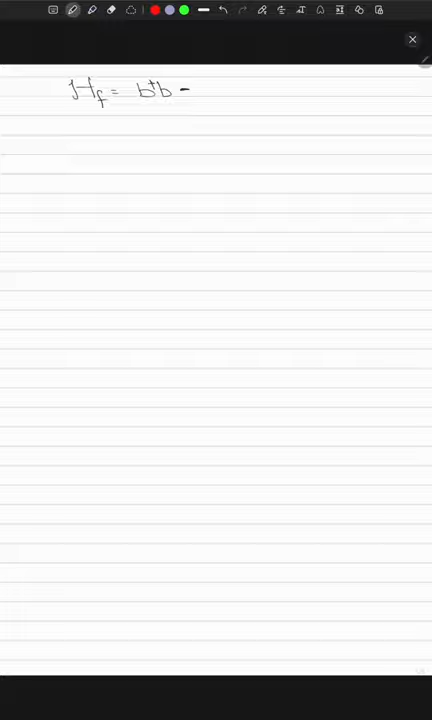 H_f = b†b -